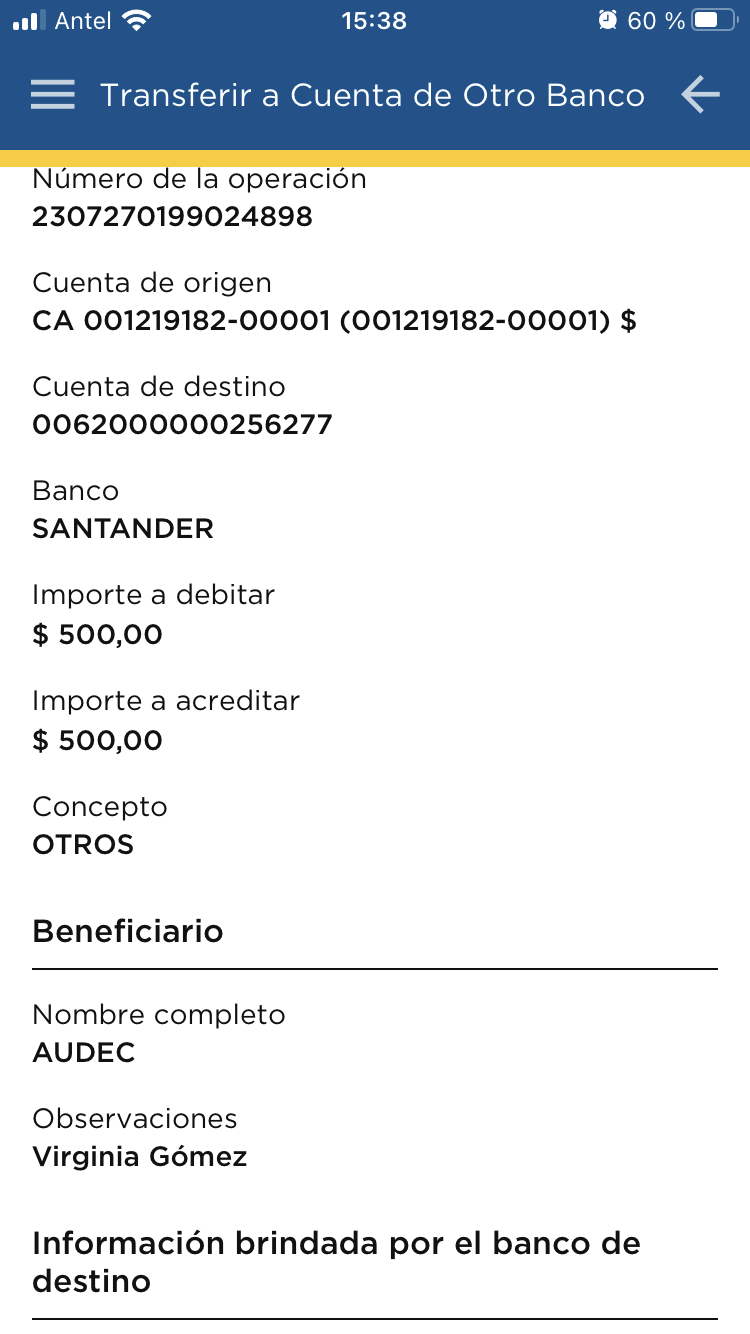 Antel 15:38 60 %
Transferir a Cuenta de Otro Banco
Número de la operación
2307270199024898
Cuenta de origen
CA 001219182-00001 (001219182-00001) $
Cuenta de destino
0062000000256277
Banco
SANTANDER
Importe a debitar
$ 500,00
Importe a acreditar
$ 500,00
Concepto
OTROS
Beneficiario
Nombre completo
AUDEC
Observaciones
Virginia Gómez
Información brindada por el banco de
destino